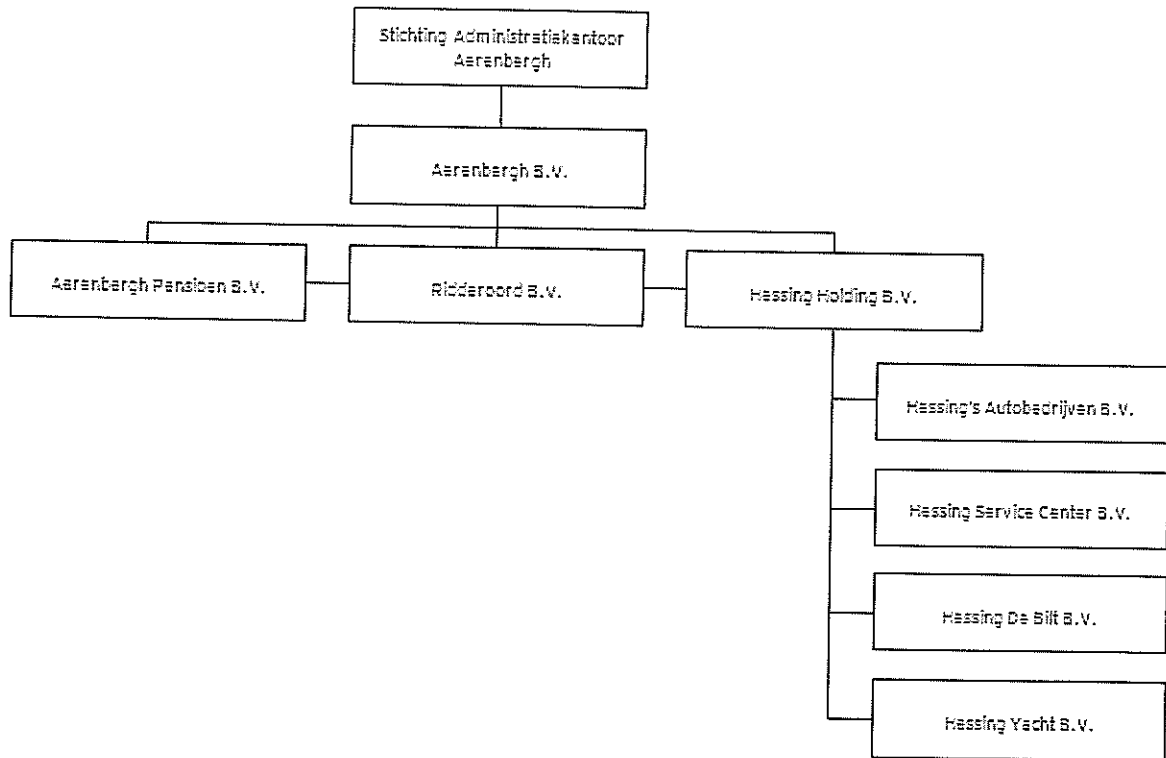 Stichting Administratiekantoor
Aerenbergh
Aerenbergh B.V.
Aerenbergh Pensioen B.V.
Ridderoord B.V.
Hessing Holding B.V.
Hessing's Autobedrijven B.V.
Hessing Service Center B.V.
Hessing De Bilt B.V.
Hessing Yacht B.V.